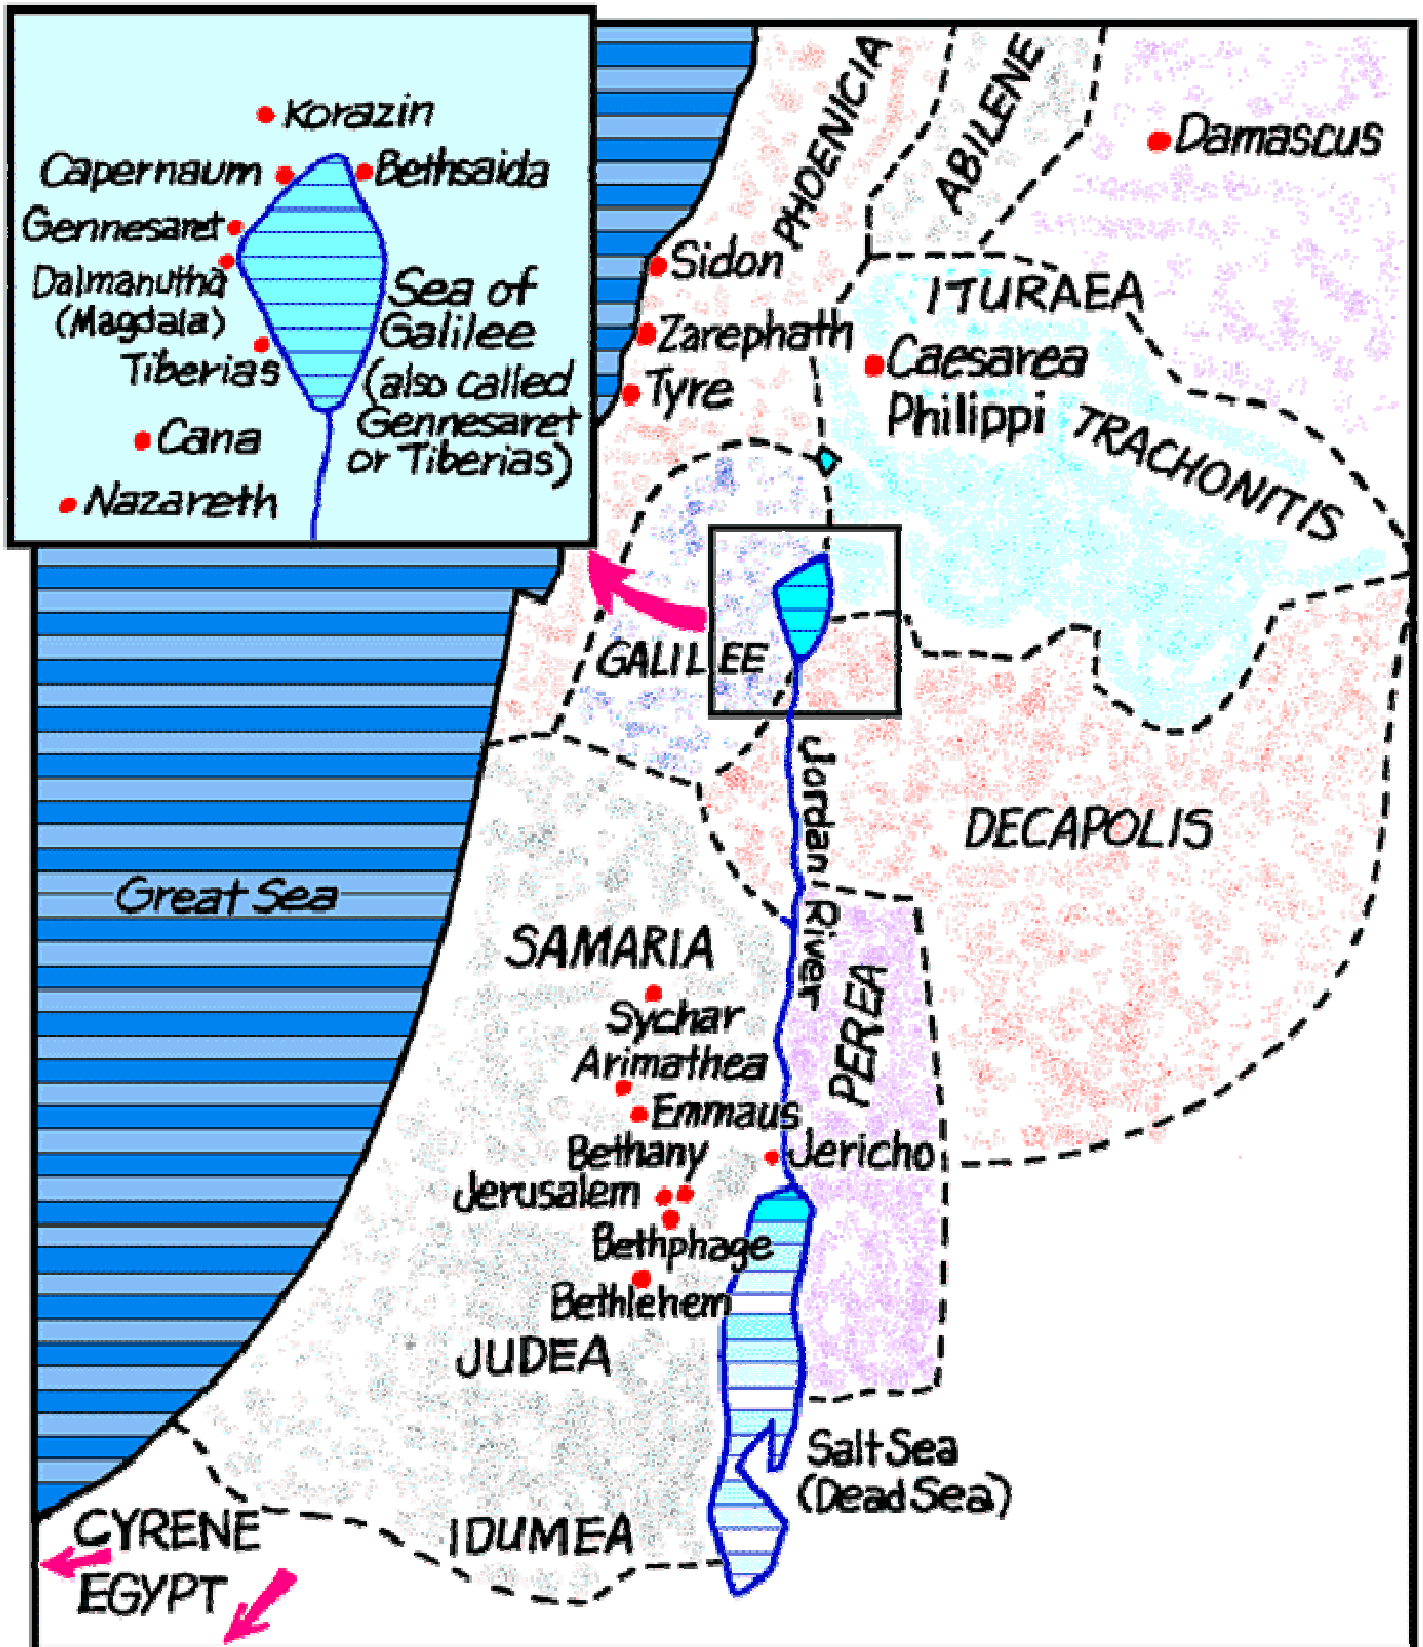 Korazin
Capernaum
Bethsaida
Gennesaret
Dalmanutha
(Magdala)
Tiberias
Sea of
Galilee
(also called
Gennesaret
or Tiberias)
Cana
Nazareth
PHOENICIA
ABILENE
Damascus
Sidon
ITURAEA
Zarephath
Caesarea
Philippi
Tyre
TRACHONITIS
GALILEE
Jordan River
DECAPOLIS
Great Sea
SAMARIA
Sychar
PEREA
Arimathea
Emmaus
Bethany
Jericho
Jerusalem
Bethphage
Bethlehem
JUDEA
Salt Sea
(Dead Sea)
CYRENE
IDUMEA
EGYPT